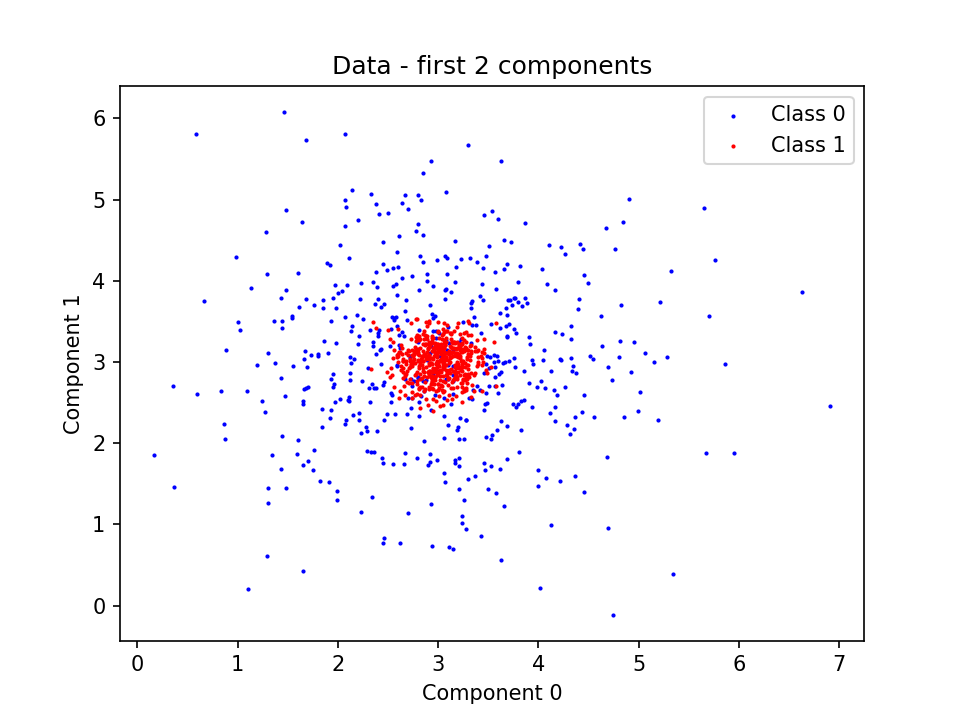 Data - first 2 components
Class 0
Class 1
Component 1
6
5
4
3
2
1
0
0 1 2 3 4 5 6 7
Component 0